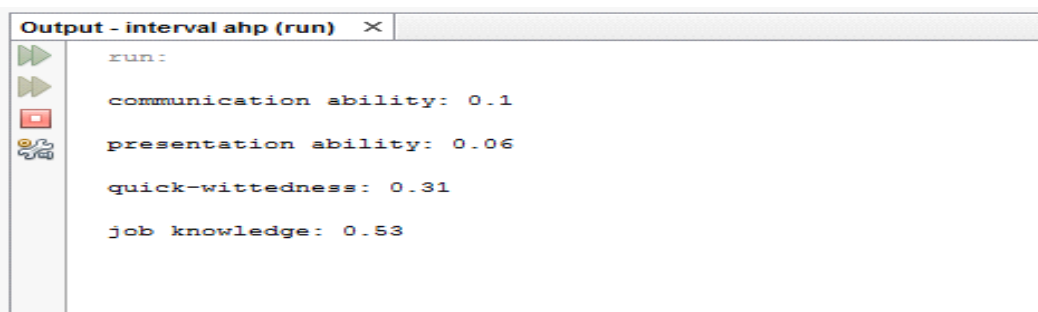 Output - interval ahp (run) ×
run:
communication ability: 0.1
presentation ability: 0.06
quick-wittedness: 0.31
job knowledge: 0.53